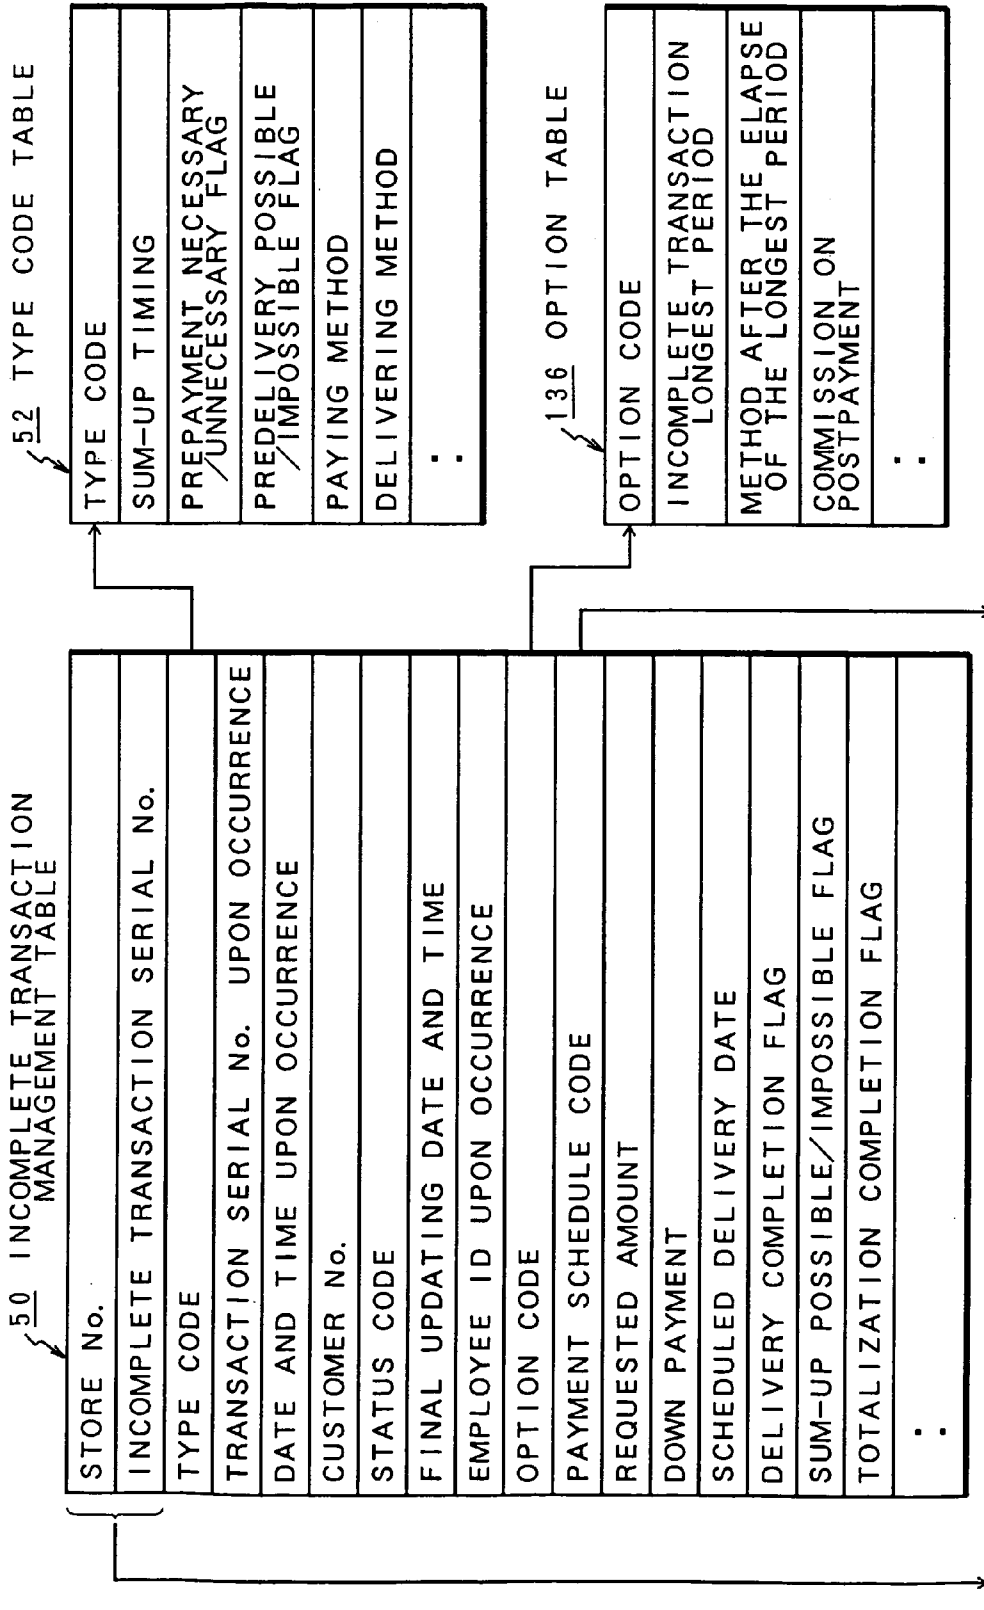 50 INCOMPLETE TRANSACTION
MANAGEMENT TABLE
STORE No.
INCOMPLETE TRANSACTION SERIAL No.
TYPE CODE
TRANSACTION SERIAL No. UPON OCCURRENCE
DATE AND TIME UPON OCCURRENCE
CUSTOMER No.
STATUS CODE
FINAL UPDATING DATE AND TIME
EMPLOYEE ID UPON OCCURRENCE
OPTION CODE
PAYMENT SCHEDULE CODE
REQUESTED AMOUNT
DOWN PAYMENT
SCHEDULED DELIVERY DATE
DELIVERY COMPLETION FLAG
SUM-UP POSSIBLE/IMPOSSIBLE FLAG
TOTALIZATION COMPLETION FLAG
:
52 TYPE CODE TABLE
TYPE CODE
SUM-UP TIMING
PREPAYMENT NECESSARY
/UNNECESSARY FLAG
PREDELIVERY POSSIBLE
/IMPOSSIBLE FLAG
PAYING METHOD
DELIVERING METHOD
:
136 OPTION TABLE
OPTION CODE
INCOMPLETE TRANSACTION
LONGEST PERIOD
METHOD AFTER THE ELAPSE
OF THE LONGEST PERIOD
COMMISSION ON
POSTPAYMENT
: